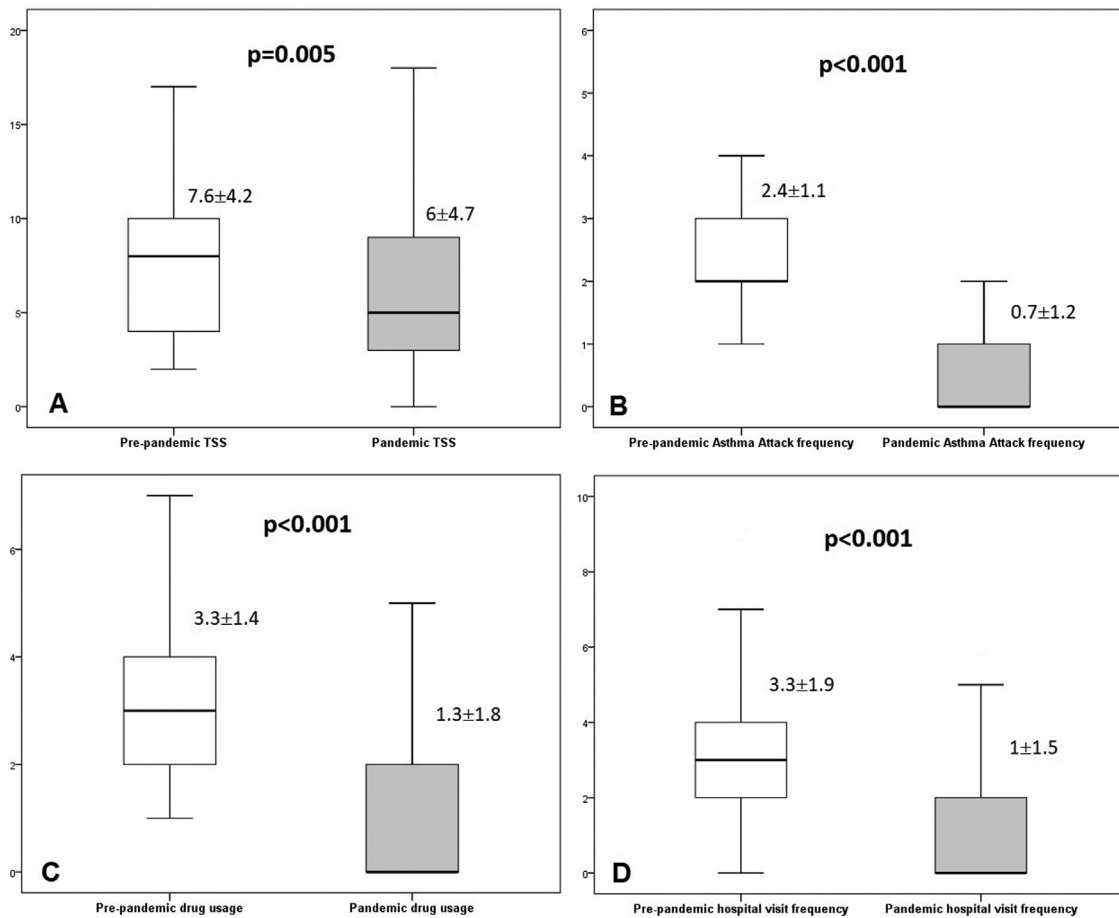 20
15
10
5
0
p=0.005
7.6±4.2
6±4.7
A
Pre-pandemic TSS Pandemic TSS
6
5
4
3
2
1
0
p<0.001
2.4±1.1
0.7±1.2
B
Pre-pandemic Asthma Attack frequency Pandemic Asthma Attack frequency
6
4
2
0
p<0.001
3.3±1.4
1.3±1.8
C
Pre-pandemic drug usage Pandemic drug usage
10
8
6
4
2
0
p<0.001
3.3±1.9
1±1.5
D
Pre-pandemic hospital visit frequency Pandemic hospital visit frequency